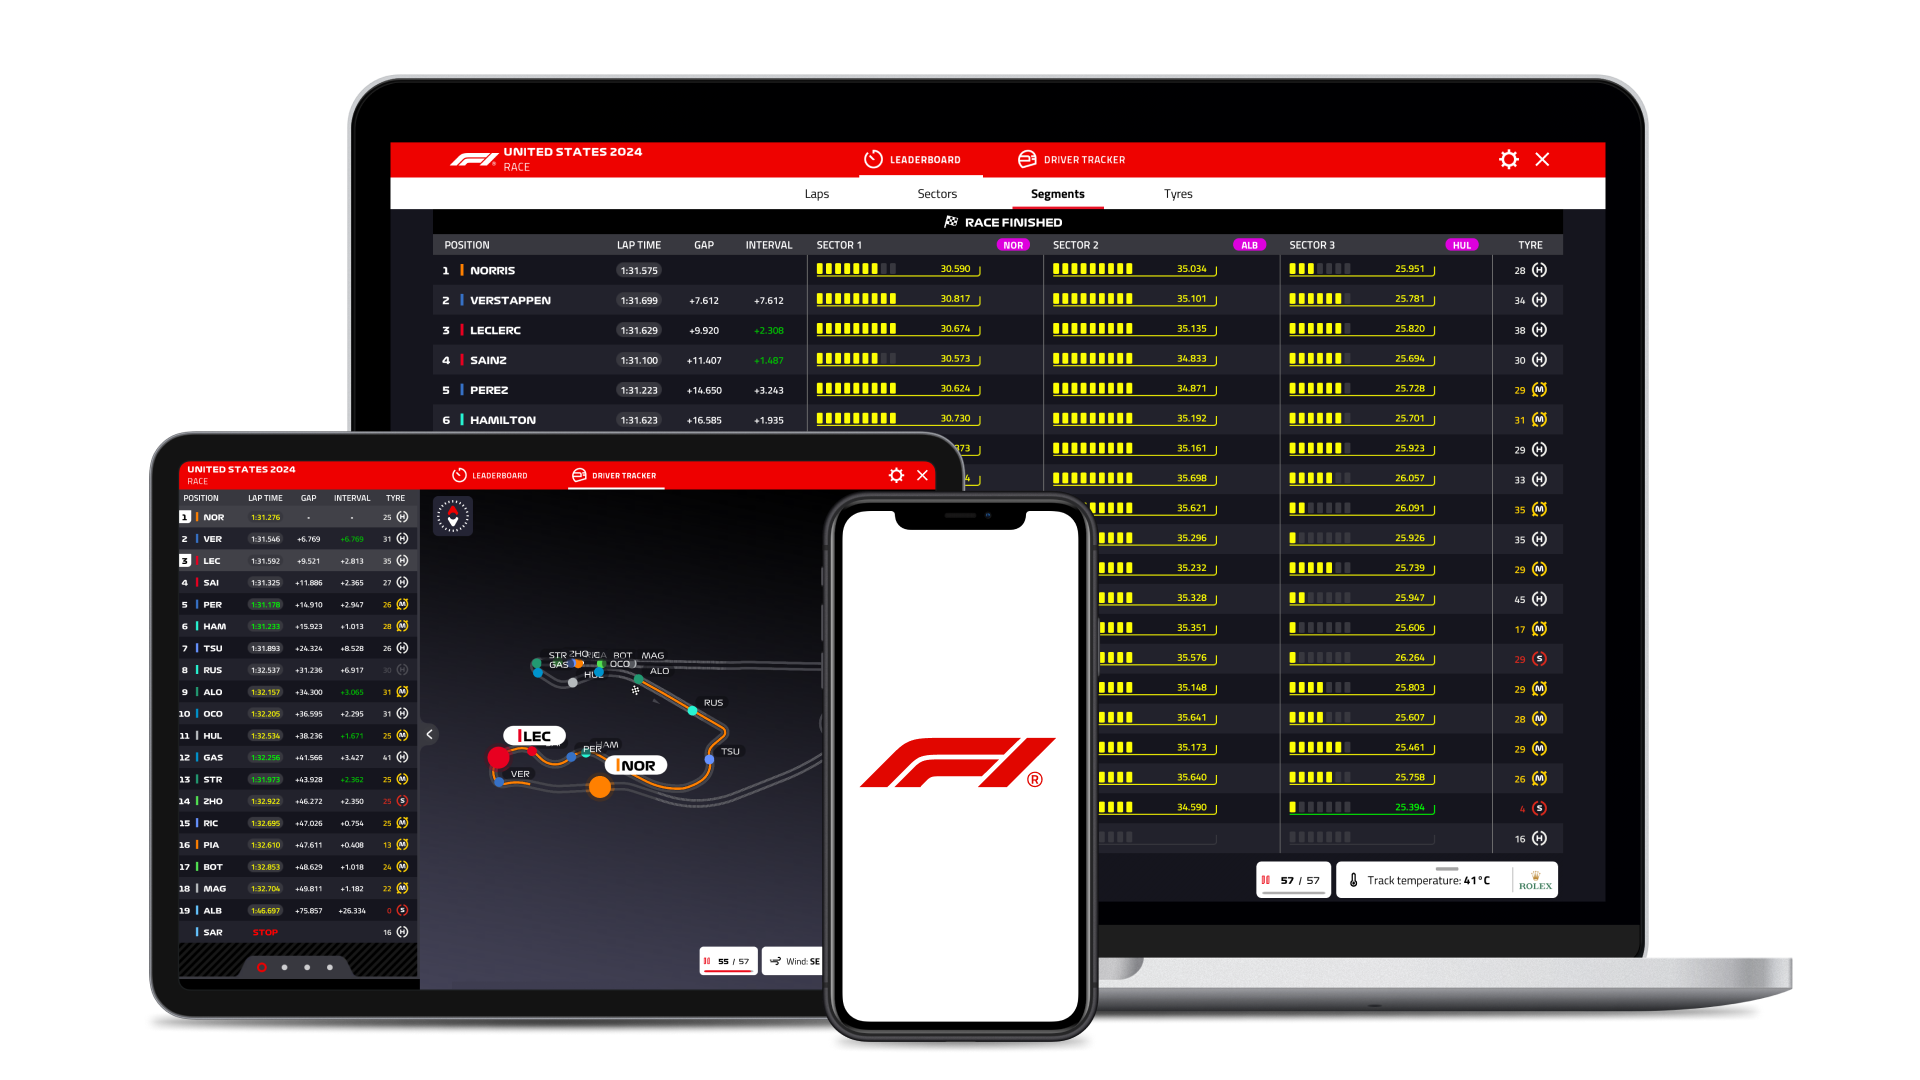 UNITED STATES 2024
RACE
LEADERBOARD
DRIVER TRACKER
Laps Sectors Segments Tyres
RACE FINISHED
POSITION LAP TIME GAP INTERVAL SECTOR 1 NOR SECTOR 2 ALB SECTOR 3 HUL TYRE
1 NORRIS 1:31.575 30.590 35.034 25.951 28 H
2 VERSTAPPEN 1:31.699 +7.612 +7.612 30.817 35.101 25.781 34 H
3 LECLERC 1:31.629 +9.920 +2.308 30.674 35.135 25.820 38 H
4 SAINZ 1:31.100 +11.407 +1.487 30.573 34.833 25.694 30 H
5 PEREZ 1:31.223 +14.650 +3.243 30.624 34.871 25.728 29 M
6 HAMILTON 1:31.623 +16.585 +1.935 30.730 35.192 25.701 31 M
35.161 25.923 29 H
35.698 26.057 33 H
35.621 26.091 35 M
35.296 25.926 35 H
35.232 25.739 29 M
35.328 25.947 45 H
35.351 25.606 17 M
35.576 26.264 29 S
35.148 25.803 29 M
35.641 25.607 28 M
35.173 25.461 29 M
35.640 25.758 26 M
34.590 25.394 4 S
16 H
57 / 57
Track temperature: 41°C
ROLEX
UNITED STATES 2024
RACE
LEADERBOARD
DRIVER TRACKER
POSITION LAP TIME GAP INTERVAL TYRE
1 NOR 1:31.276 - - 25 H
2 VER 1:31.546 +6.769 +6.769 31 H
3 LEC 1:31.592 +9.521 +2.813 35 H
4 SAI 1:31.325 +11.886 +2.365 27 H
5 PER 1:31.178 +14.910 +2.947 26 M
6 HAM 1:31.233 +15.923 +1.013 28 M
7 TSU 1:31.893 +24.324 +8.528 26 H
8 RUS 1:32.537 +31.236 +6.917 30 H
9 ALO 1:32.157 +34.300 +3.065 31 M
10 OCO 1:32.205 +36.595 +2.295 31 H
11 HUL 1:32.534 +38.236 +1.671 25 M
12 GAS 1:32.256 +41.566 +3.427 41 H
13 STR 1:31.973 +43.928 +2.362 25 M
14 ZHO 1:32.922 +46.272 +2.350 25 S
15 RIC 1:32.695 +47.026 +0.754 25 M
16 PIA 1:32.610 +47.611 +0.408 13 M
17 BOT 1:32.853 +48.629 +1.018 24 M
18 MAG 1:32.704 +49.811 +1.182 22 M
19 ALB 1:46.697 +75.857 +26.334 0 S
SAR STOP 16 H
STR ZHO BOT MAG
GAS OCO
ALO
RUS
TSU
LEC
PER HAM
NOR
VER
55 / 57
Wind: SE
F1®